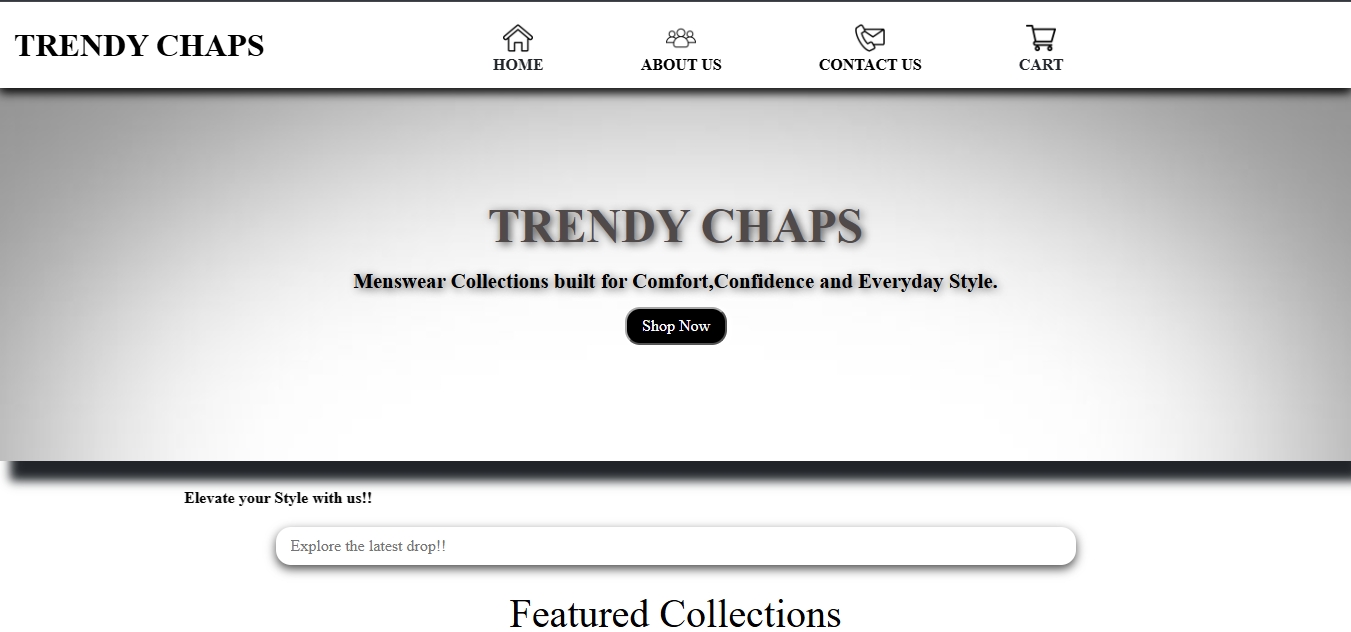 TRENDY CHAPS
HOME
ABOUT US
CONTACT US
CART
TRENDY CHAPS
Menswear Collections built for Comfort,Confidence and Everyday Style.
Shop Now
Elevate your Style with us!!
Explore the latest drop!!
Featured Collections